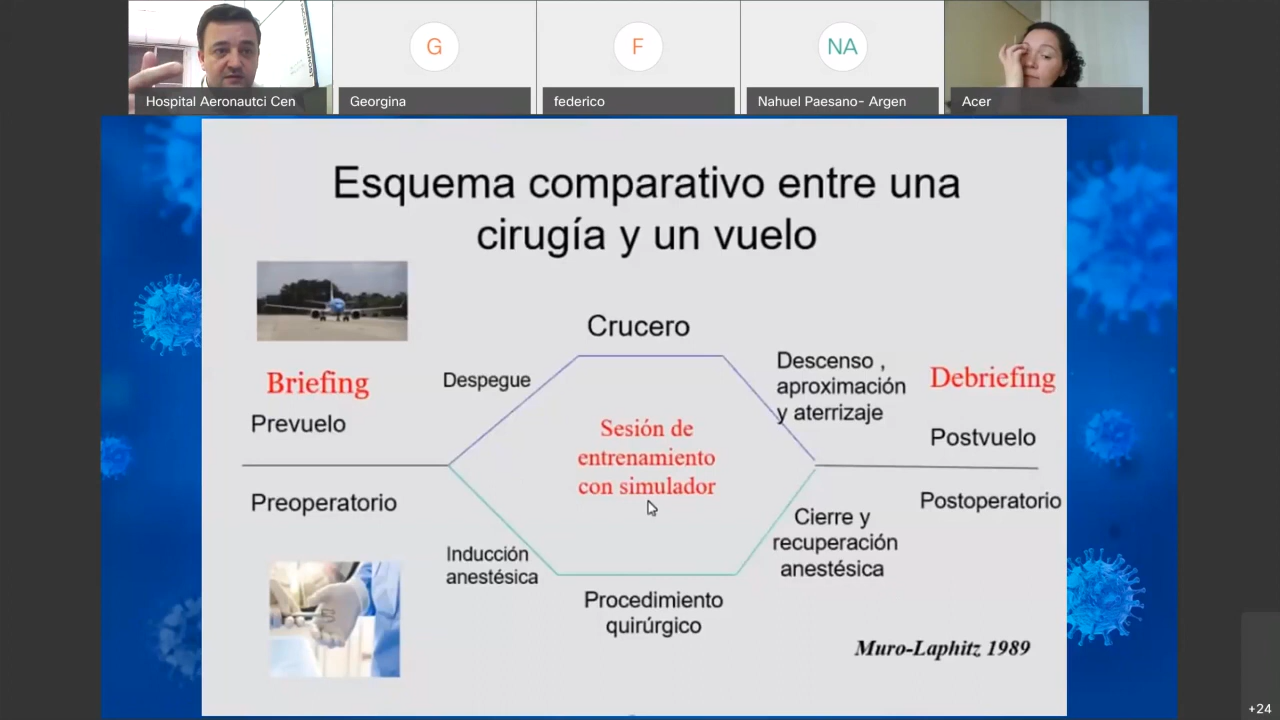 G
F
NA
Hospital Aeronautci Cen
Georgina
federico
Nahuel Paesano- Argen
Acer
Esquema comparativo entre una
cirugía y un vuelo
Crucero
Briefing
Prevuelo
Despegue
Descenso ,
aproximación
y aterrizaje
Debriefing
Postvuelo
Sesión de
entrenamiento
con simulador
Preoperatorio
Inducción
anestésica
Procedimiento
quirúrgico
Cierre y
recuperación
anestésica
Postoperatorio
Muro-Laphitz 1989
+24